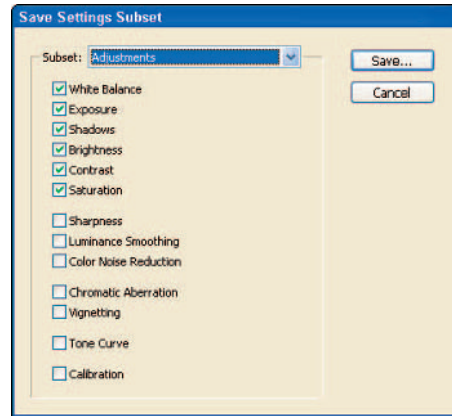 Save Settings Subset
Subset: Adjustments
Save...
Cancel
White Balance
Exposure
Shadows
Brightness
Contrast
Saturation
Sharpness
Luminance Smoothing
Color Noise Reduction
Chromatic Aberration
Vignetting
Tone Curve
Calibration